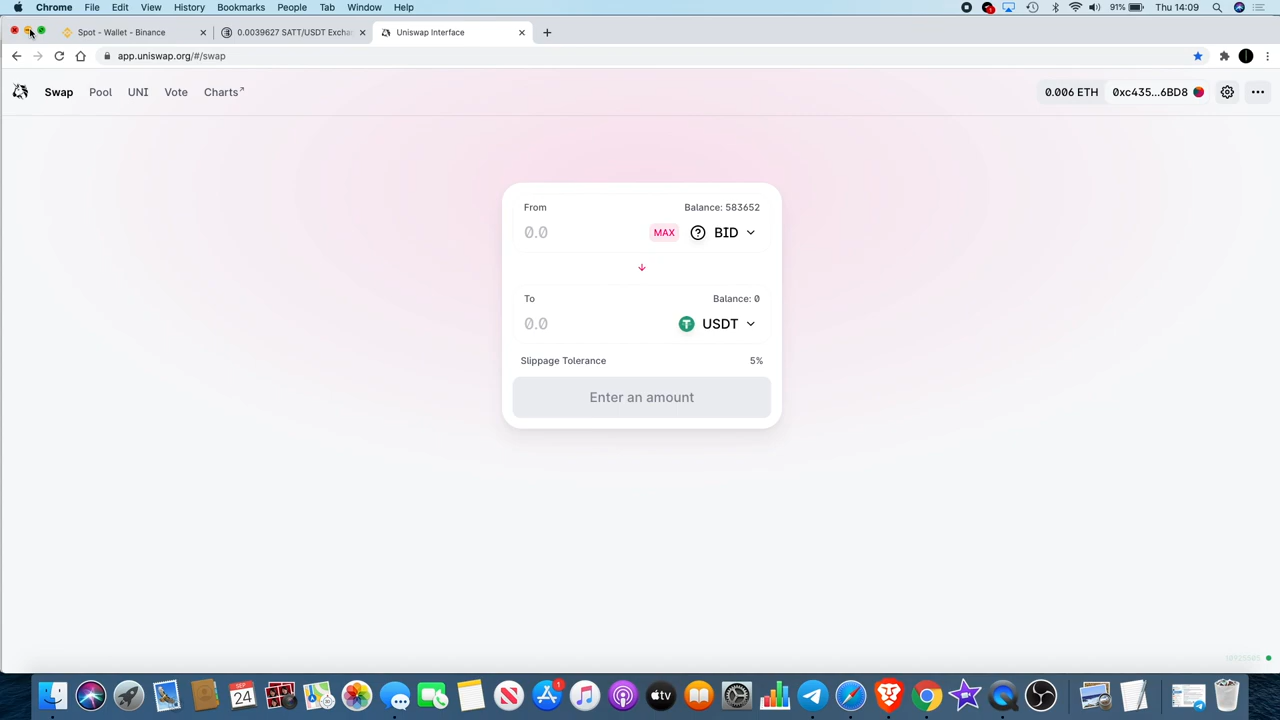 Chrome File Edit View History Bookmarks People Tab Window Help 91% Thu 14:09
Spot - Wallet - Binance 0.0039627 SATT/USDT Excha Uniswap Interface
app.uniswap.org/#/swap
Swap Pool UNI Vote Charts↗ 0.006 ETH 0xc435...6BD8
From Balance: 583652
0.0 MAX BID
To Balance: 0
0.0 USDT
Slippage Tolerance 5%
Enter an amount
SEP
24
1
tv